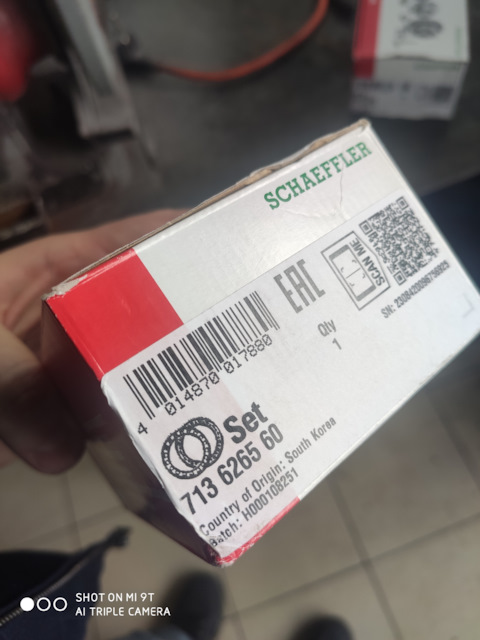 SCHAEFFLER
EAC
SCAN ME
Qty
1
4 014870 017880
Set
713 6265 60
Country of Origin: South Korea
Batch: H000108251
SHOT ON MI 9T
AI TRIPLE CAMERA